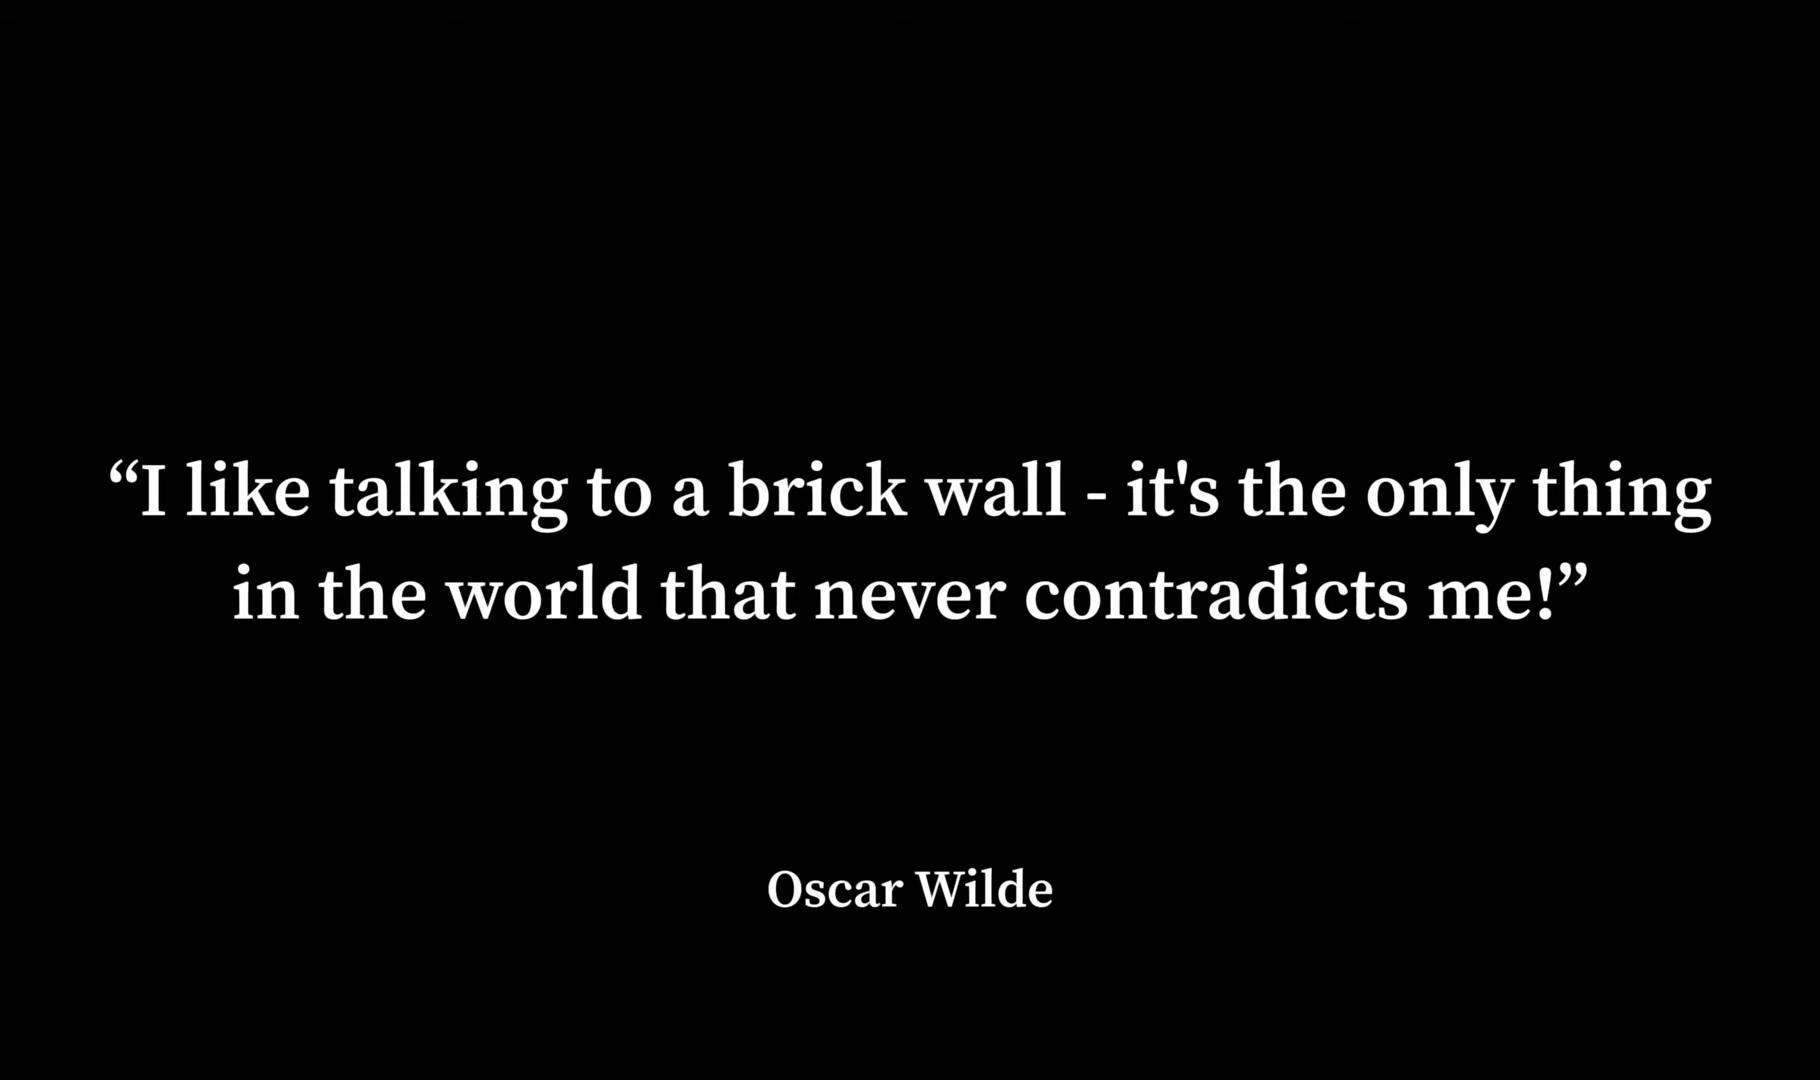 “I like talking to a brick wall - it's the only thing
in the world that never contradicts me!”
Oscar Wilde